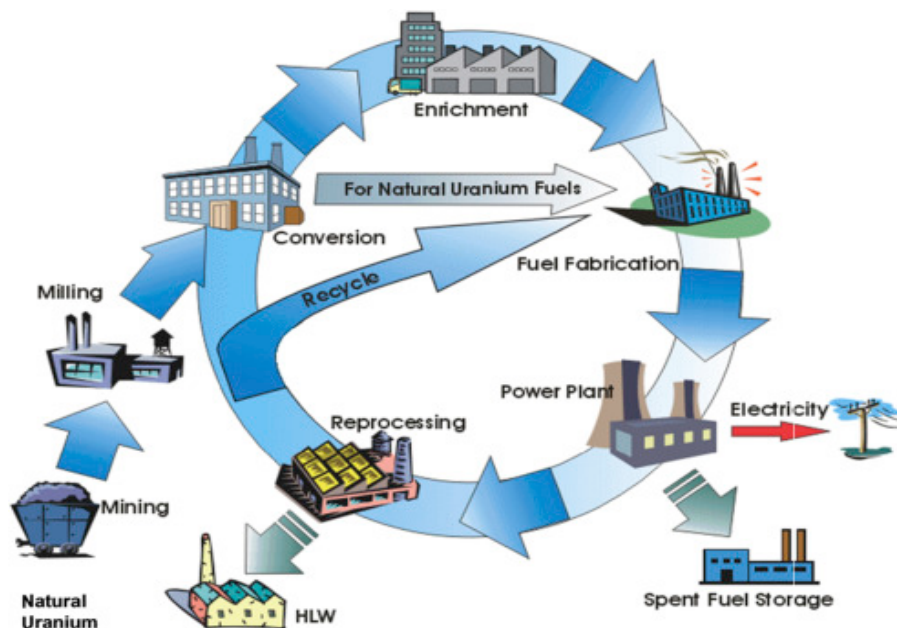 Enrichment
For Natural Uranium Fuels
Conversion
Fuel Fabrication
Recycle
Milling
Power Plant
Electricity
Reprocessing
Mining
Spent Fuel Storage
HLW
Natural
Uranium